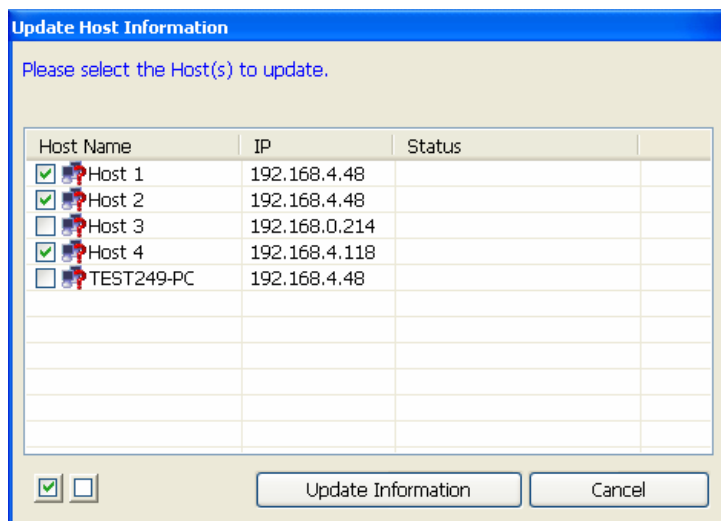 Update Host Information
Please select the Host(s) to update.
Host Name IP Status
Host 1 192.168.4.48
Host 2 192.168.4.48
Host 3 192.168.0.214
Host 4 192.168.4.118
TEST249-PC 192.168.4.48
Update Information Cancel